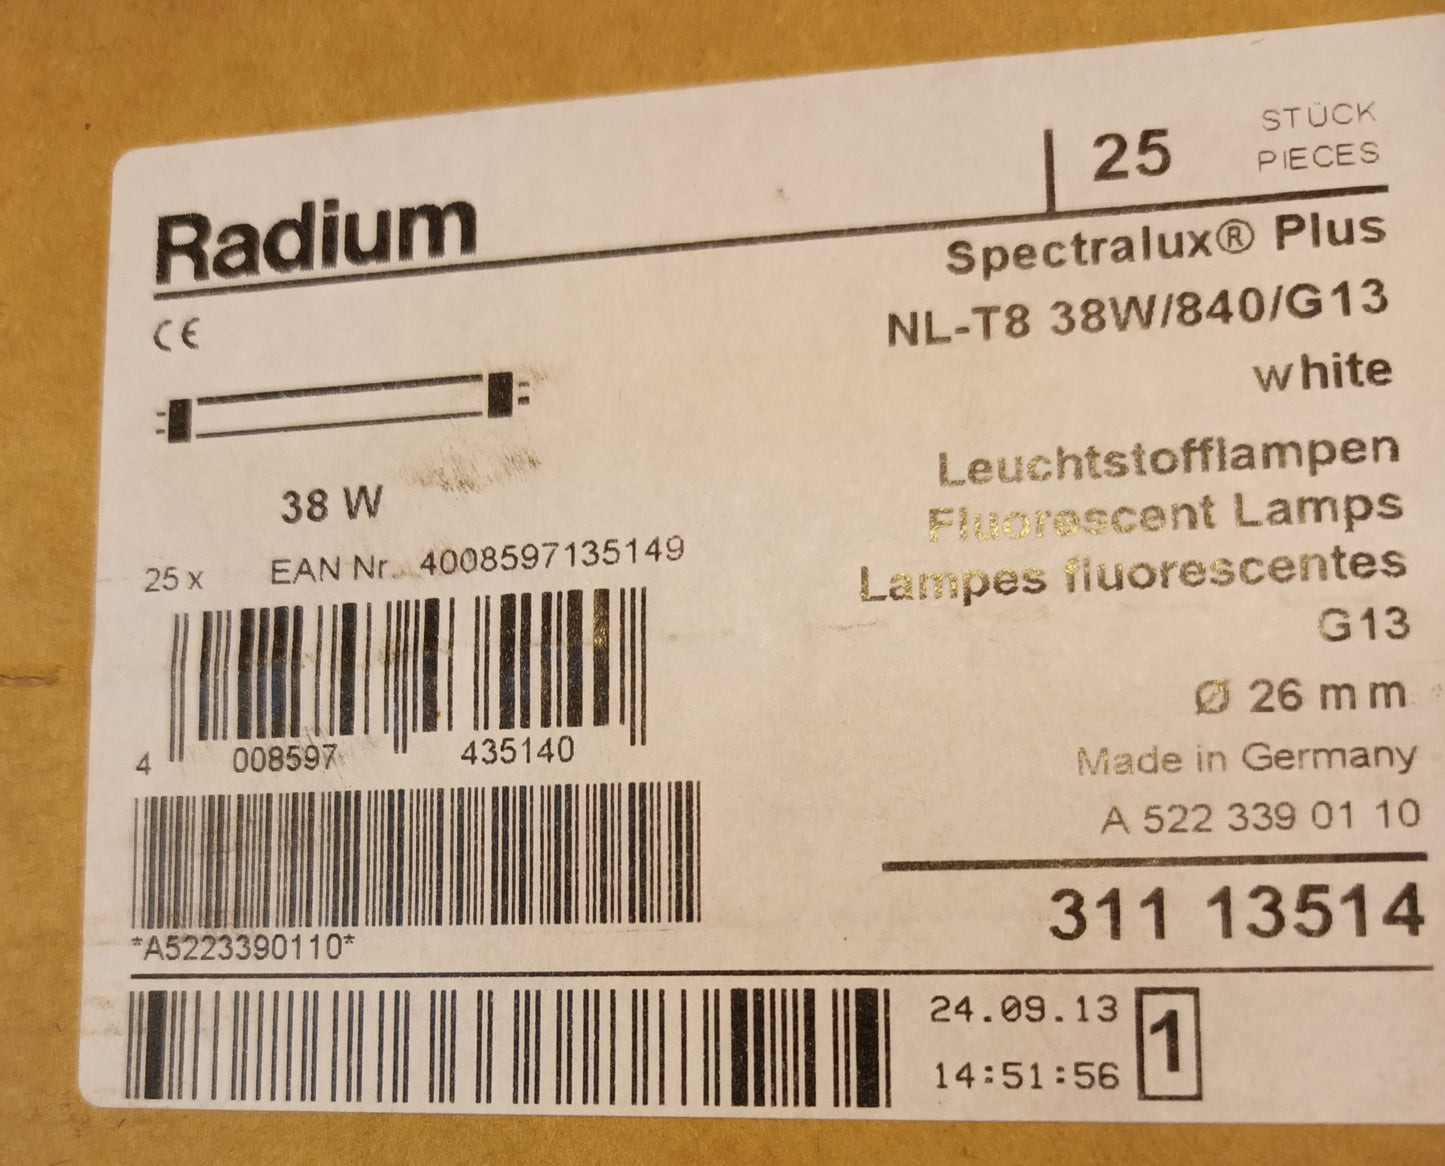 25 STÜCK
PIECES
Radium
Spectralux® Plus
CE
NL-T8 38W/840/G13
white
Leuchtstofflampen
Fluorescent Lamps
Lampes fluorescentes
G13
Ø 26 mm
Made in Germany
A 522 339 01 10
311 13514
38 W
25 x EAN Nr. 4008597135149
4 008597 435140
*A5223390110*
24.09.13
14:51:56
1